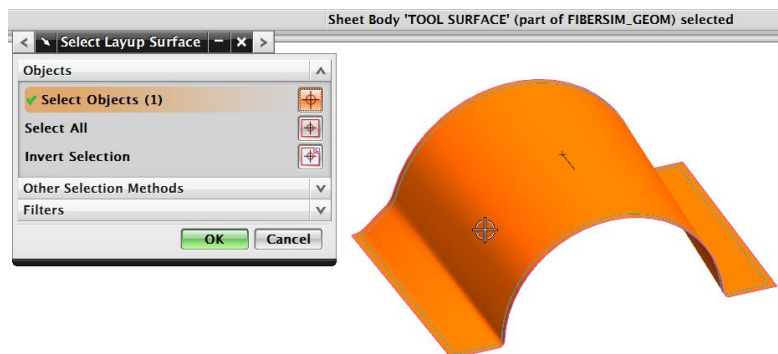 Sheet Body 'TOOL SURFACE' (part of FIBERSIM_GEOM) selected
Select Layup Surface
Objects
Select Objects (1)
Select All
Invert Selection
Other Selection Methods
Filters
OK Cancel